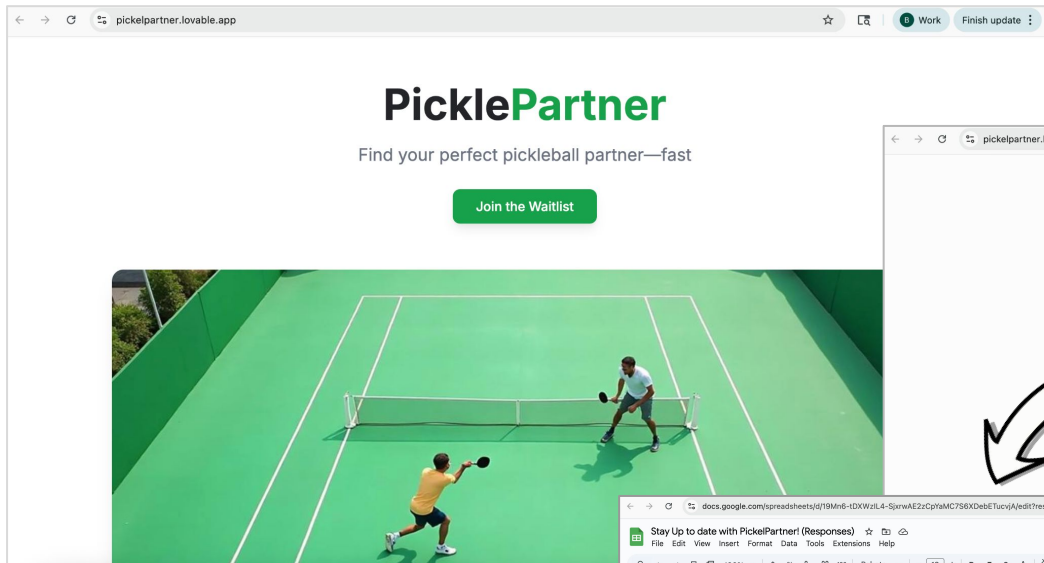 pickelpartner.lovable.app
B Work
Finish update
PicklePartner
Find your perfect pickleball partner—fast
Join the Waitlist
pickelpartner.
docs.google.com/spreadsheets/d/19Mn6-tDXWzIL4-SjxrwAE2zCpYaMC7S6XDebETucvjA/edit?res
Stay Up to date with PickelPartner! (Responses)
File Edit View Insert Format Data Tools Extensions Help